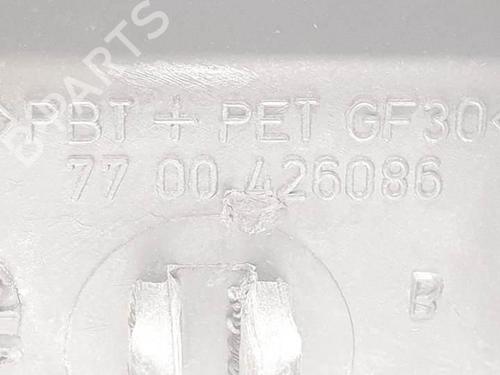 B-PARTS
>PBT + PET GF30<
77 00 426086
B